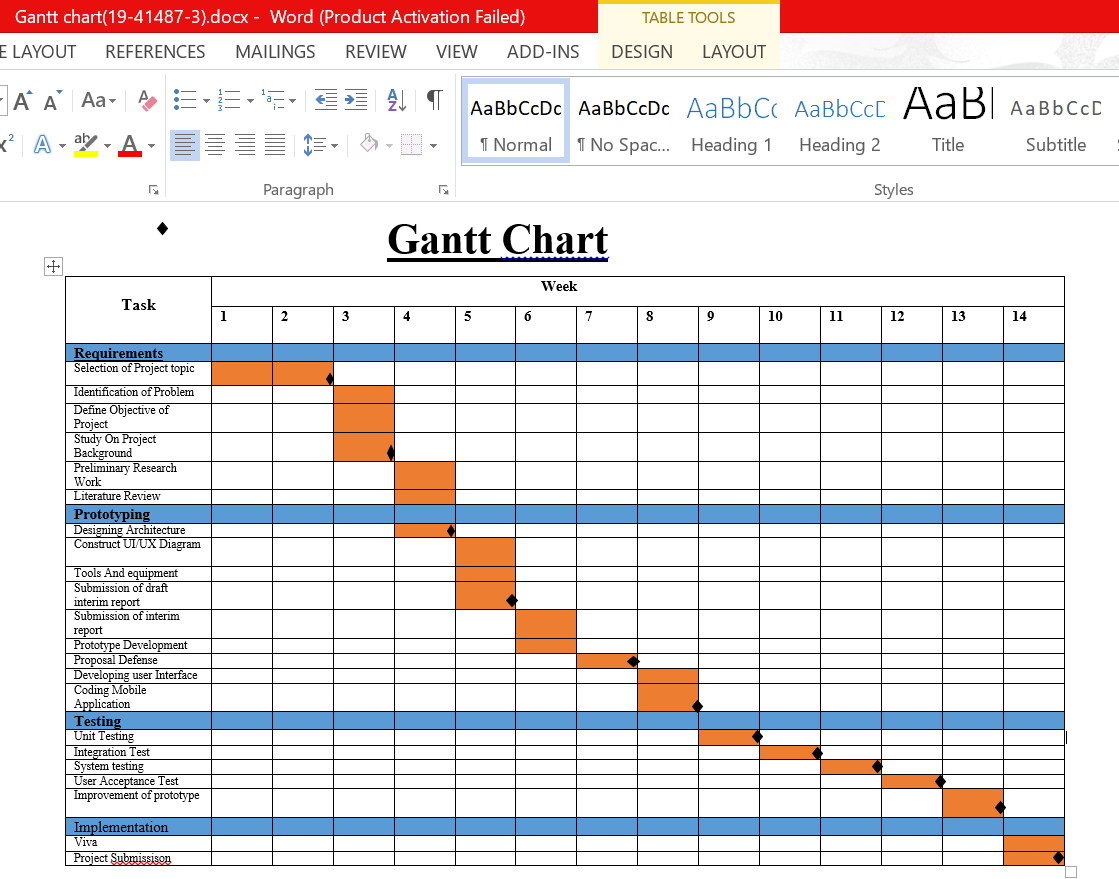 Gantt chart(19-41487-3).docx - Word (Product Activation Failed)
TABLE TOOLS
E LAYOUT REFERENCES MAILINGS REVIEW VIEW ADD-INS DESIGN LAYOUT
Aa
AaBbCcDc AaBbCcDc AaBbCc AaBbCcD AaBl AaBbCcD
¶ Normal ¶ No Spac... Heading 1 Heading 2 Title Subtitle
Paragraph Styles
Gantt Chart
Task Week
1 2 3 4 5 6 7 8 9 10 11 12 13 14
Requirements
Selection of Project topic
Identification of Problem
Define Objective of
Project
Study On Project
Background
Preliminary Research
Work
Literature Review
Prototyping
Designing Architecture
Construct UI/UX Diagram
Tools And equipment
Submission of draft
interim report
Submission of interim
report
Prototype Development
Proposal Defense
Developing user Interface
Coding Mobile
Application
Testing
Unit Testing
Integration Test
System testing
User Acceptance Test
Improvement of prototype
Implementation
Viva
Project Submissison